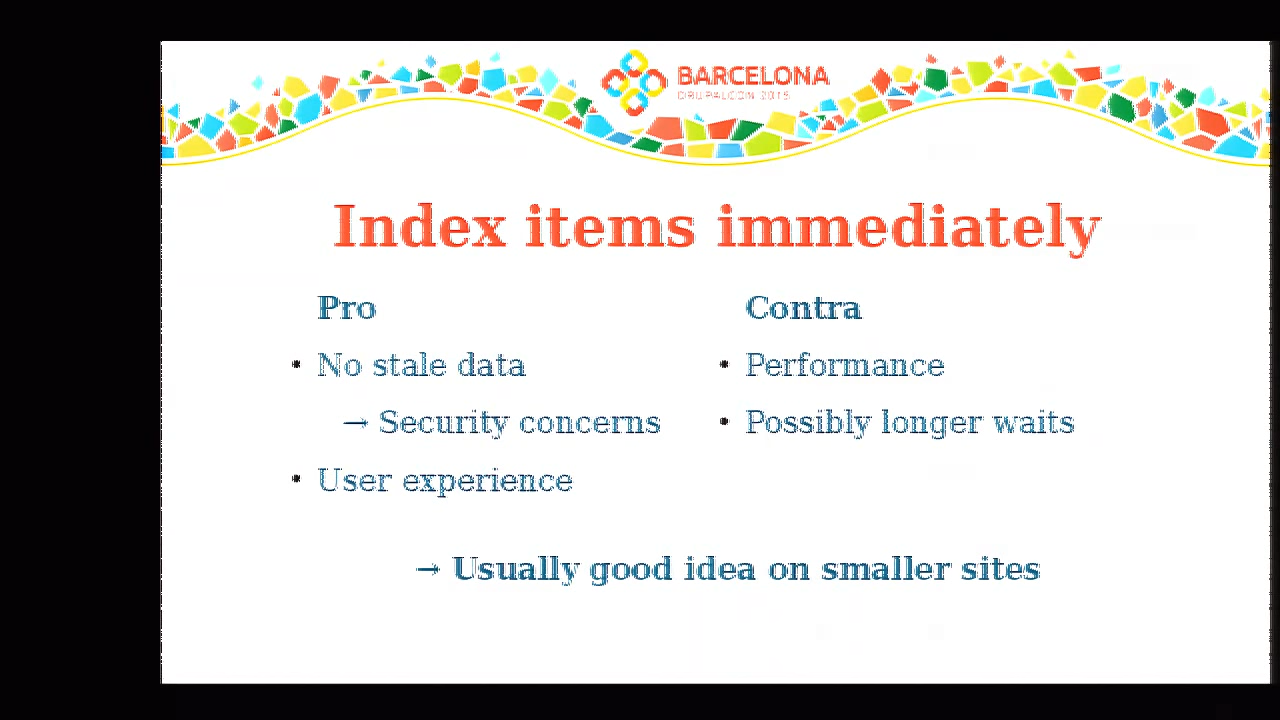 BARCELONA
DRUPALCON 2015
Index items immediately
Pro
• No stale data
→ Security concerns
• User experience
Contra
• Performance
• Possibly longer waits
→ Usually good idea on smaller sites